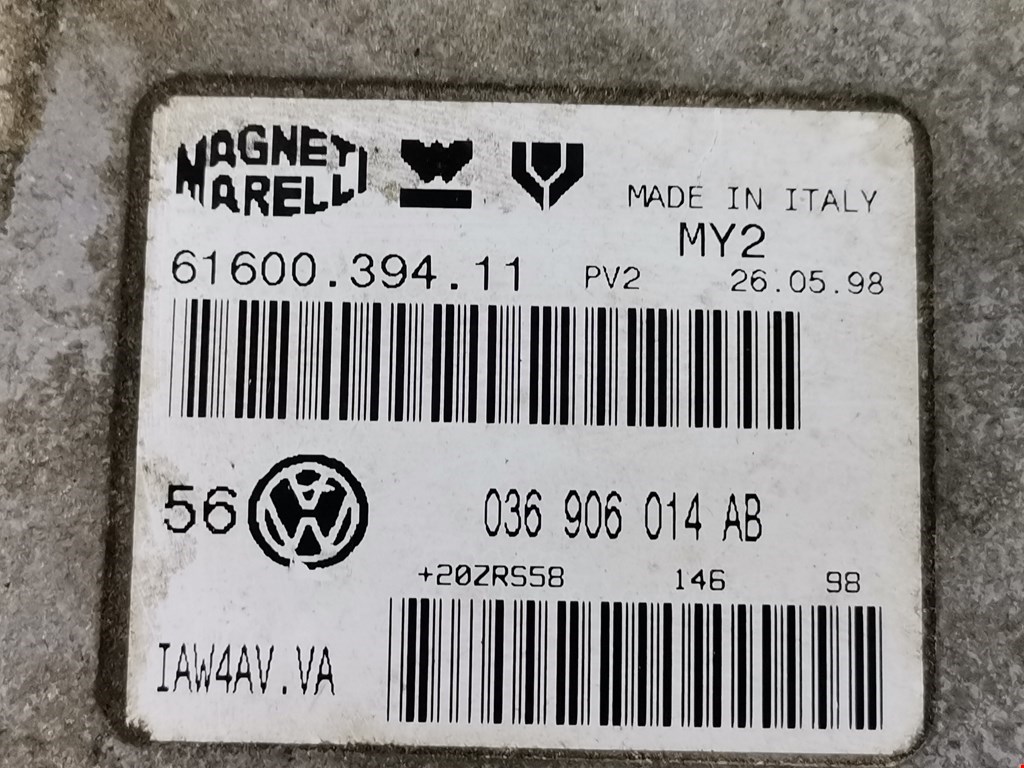 MAGNETI
MARELLI
MADE IN ITALY
MY2
61600.394.11 PV2 26.05.98
56 036 906 014 AB
+20ZRS58 146 98
IAW4AV.VA